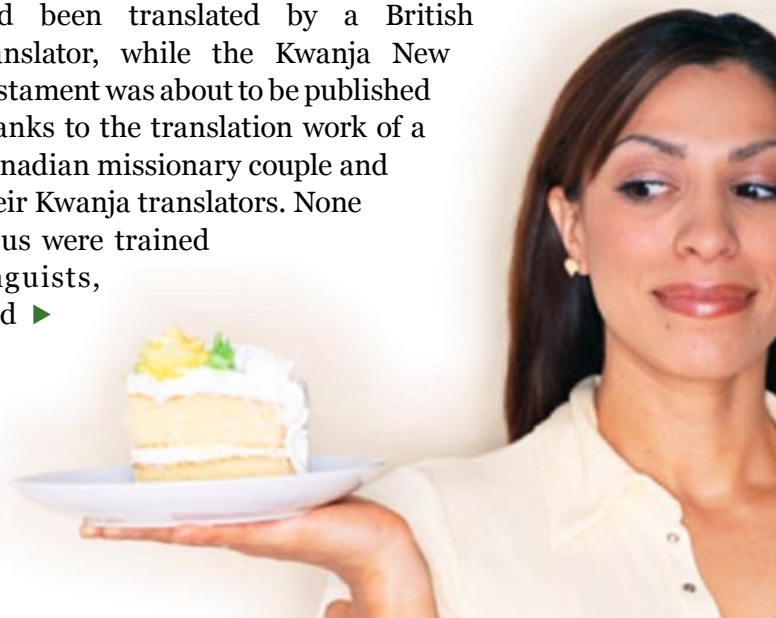 d been translated by a British
nslator, while the Kwanja New
stament was about to be published
anks to the translation work of a
nadian missionary couple and
eir Kwanja translators. None
us were trained
guists,
d ▶